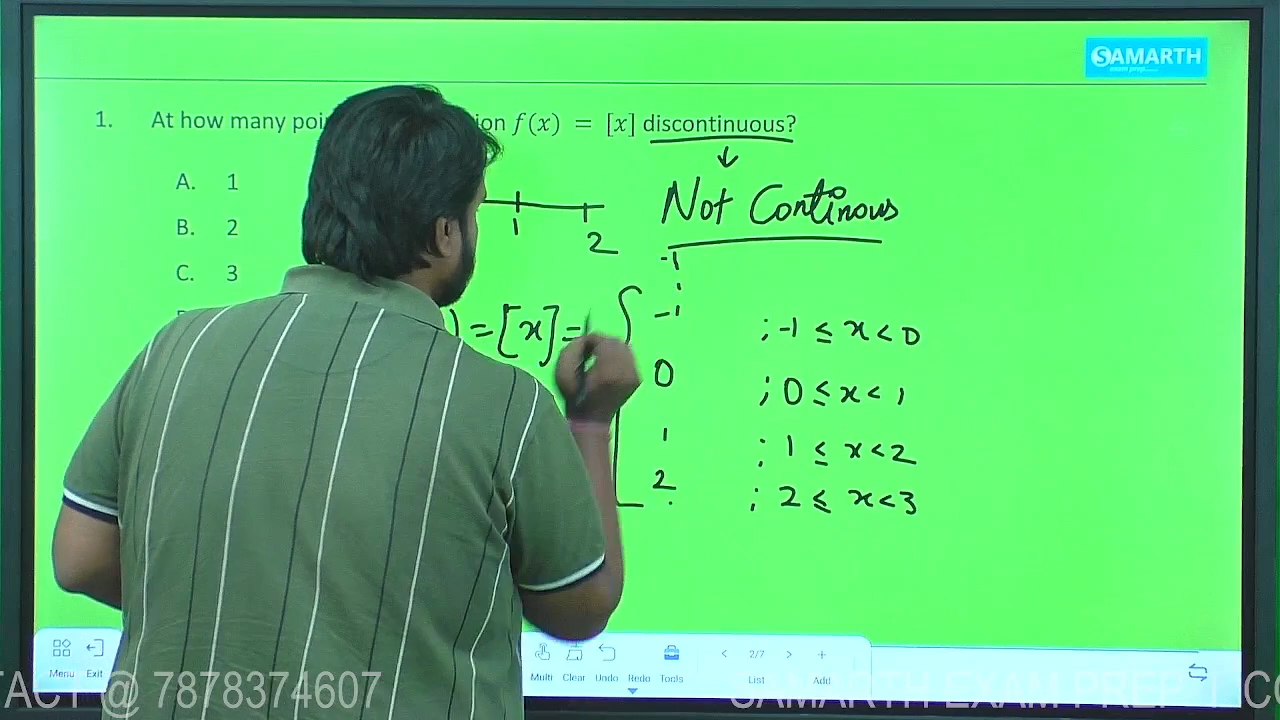 SAMARTH
1. At how many poi ion f(x) = [x] discontinuous?
A. 1
B. 2
C. 3
Not Continous
1
2
-1
) = [x] =
-1 ; -1 ≤ x < 0
0 ; 0 ≤ x < 1
1 ; 1 ≤ x < 2
2 ; 2 ≤ x < 3
Menu Exit Multi Clear Undo Redo Tools < 2/7 > + List Add
TACT @ 7878374607 SAMARTH EXAM PREP